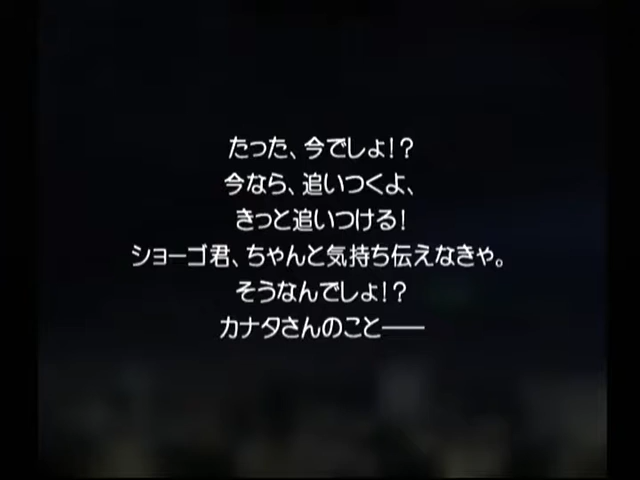 たった、今でしょ!?
今なら、追いつくよ、
きっと追いつける!
ショーゴ君、ちゃんと気持ち伝えなきゃ。
そうなんでしょ!?
カナタさんのこと――